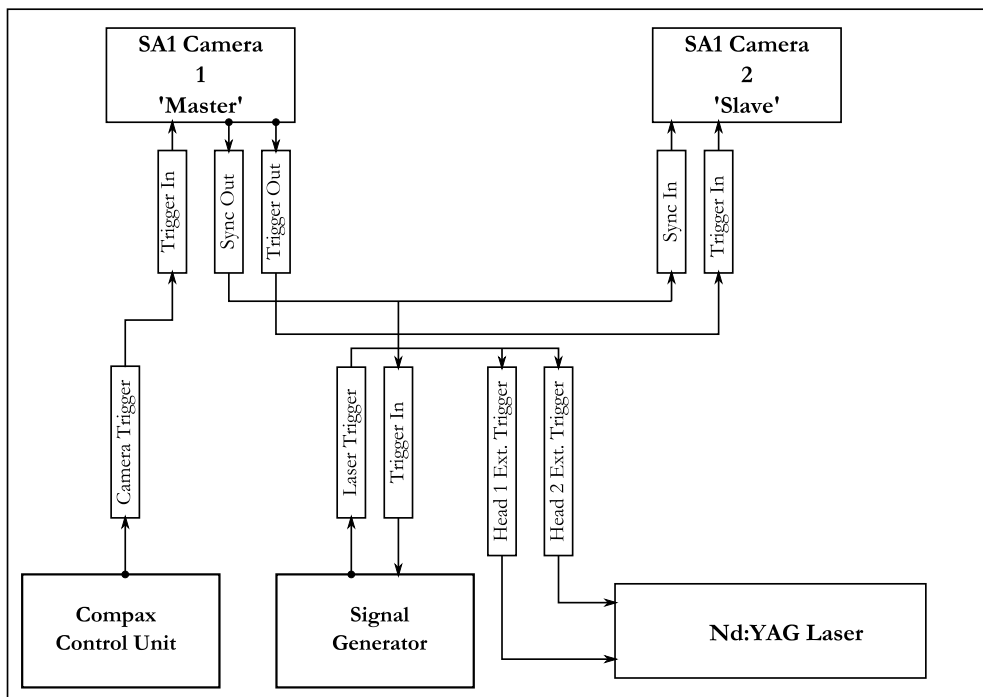 SA1 Camera
1
'Master'
SA1 Camera
2
'Slave'
Trigger In
Sync Out
Trigger Out
Sync In
Trigger In
Camera Trigger
Laser Trigger
Trigger In
Head 1 Ext. Trigger
Head 2 Ext. Trigger
Compax
Control Unit
Signal
Generator
Nd:YAG Laser